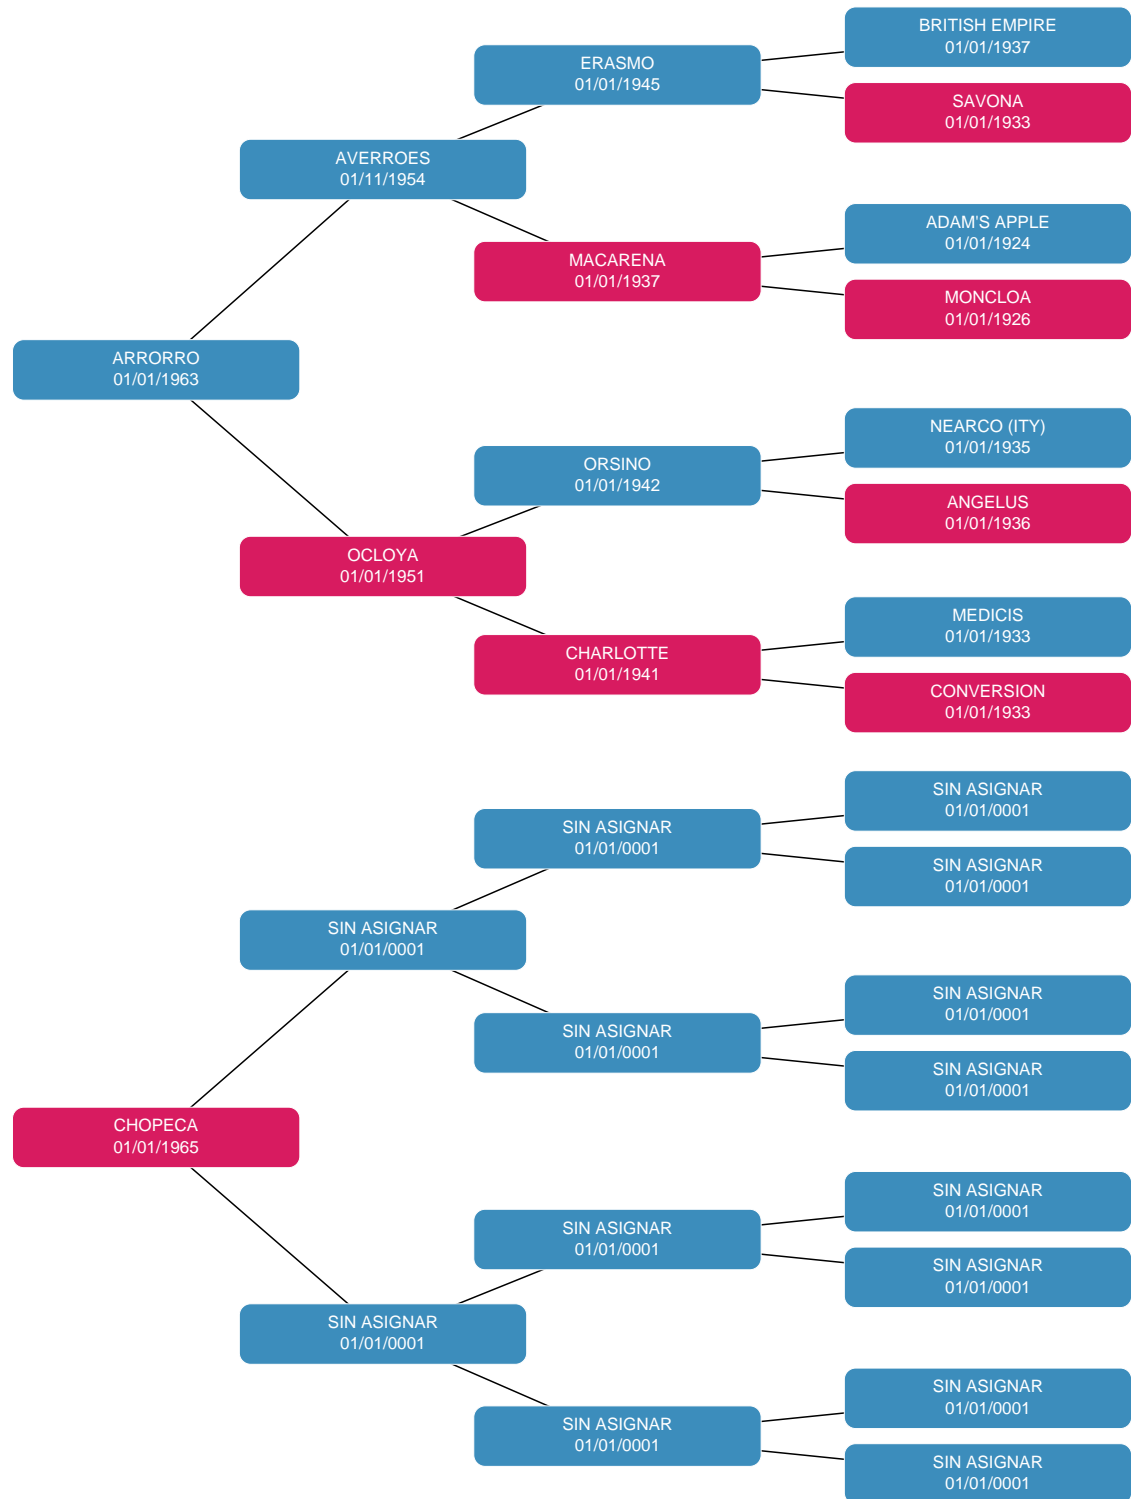 BRITISH EMPIRE
01/01/1937
ERASMO
01/01/1945
SAVONA
01/01/1933
AVERROES
01/11/1954
ADAM'S APPLE
01/01/1924
MACARENA
01/01/1937
MONCLOA
01/01/1926
ARRORRO
01/01/1963
NEARCO (ITY)
01/01/1935
ORSINO
01/01/1942
ANGELUS
01/01/1936
OCLOYA
01/01/1951
MEDICIS
01/01/1933
CHARLOTTE
01/01/1941
CONVERSION
01/01/1933
SIN ASIGNAR
01/01/0001
SIN ASIGNAR
01/01/0001
SIN ASIGNAR
01/01/0001
SIN ASIGNAR
01/01/0001
SIN ASIGNAR
01/01/0001
SIN ASIGNAR
01/01/0001
SIN ASIGNAR
01/01/0001
CHOPECA
01/01/1965
SIN ASIGNAR
01/01/0001
SIN ASIGNAR
01/01/0001
SIN ASIGNAR
01/01/0001
SIN ASIGNAR
01/01/0001
SIN ASIGNAR
01/01/0001
SIN ASIGNAR
01/01/0001
SIN ASIGNAR
01/01/0001